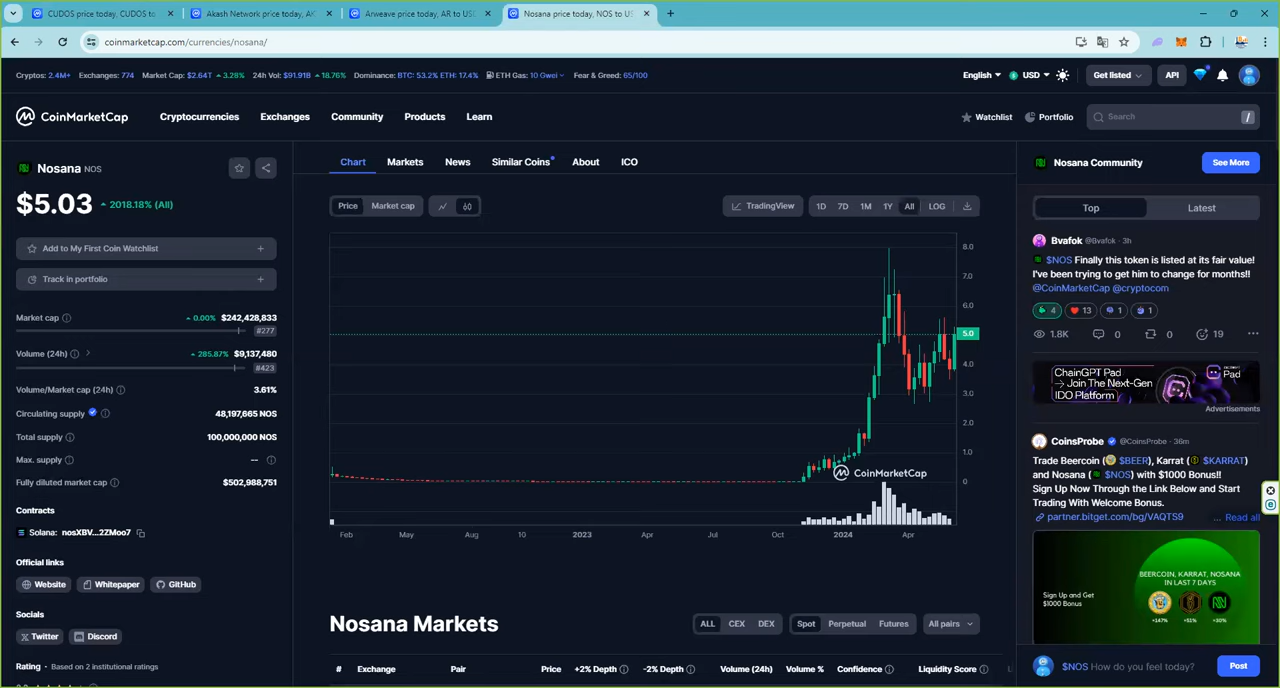 CUDOS price today, CUDOS to
Akash Network price today, AK
Arweave price today, AR to USD
Nosana price today, NOS to US
coinmarketcap.com/currencies/nosana/
Cryptos: 2.4M+ Exchanges: 774 Market Cap: $2.64T 3.28% 24h Vol: $91.91B 18.76% Dominance: BTC: 53.2% ETH: 17.4% ETH Gas: 10 Gwei Fear & Greed: 65/100
English USD Get listed API
CoinMarketCap
Cryptocurrencies Exchanges Community Products Learn
Watchlist Portfolio Search /
Nosana NOS
$5.03 2018.18% (All)
Add to My First Coin Watchlist +
Track in portfolio +
Market cap 0.00% $242,428,833
#277
Volume (24h) 285.87% $9,137,480
#423
Volume/Market cap (24h) 3.61%
Circulating supply 48,197,665 NOS
Total supply 100,000,000 NOS
Max. supply --
Fully diluted market cap $502,988,751
Contracts
Solana: nosXBV...2ZMoo7
Official links
Website Whitepaper GitHub
Socials
Twitter Discord
Rating · Based on 2 institutional ratings
Chart Markets News Similar Coins About ICO
Price Market cap
TradingView 1D 7D 1M 1Y All LOG
8.0
7.0
6.0
5.0
4.0
3.0
2.0
1.0
0
CoinMarketCap
Feb May Aug 10 2023 Apr Jul Oct 2024 Apr
Nosana Markets
ALL CEX DEX Spot Perpetual Futures All pairs
# Exchange Pair Price +2% Depth -2% Depth Volume (24h) Volume % Confidence Liquidity Score
Nosana Community See More
Top Latest
Bvafok @Bvafok · 3h
$NOS Finally this token is listed at its fair value!
I've been trying to get him to change for months!!
@CoinMarketCap @cryptocom
4 13 1 1
1.8K 0 0 19
ChainGPT Pad
→ Join The Next-Gen
IDO Platform
Pad
Advertisements
CoinsProbe @CoinsProbe · 36m
Trade Beercoin ($BEER), Karrat ($KARRAT)
and Nosana ($NOS) with $1000 Bonus!!
Sign Up Now Through the Link Below and Start
Trading With Welcome Bonus.
partner.bitget.com/bg/VAQTS9 ... Read all
BEERCOIN, KARRAT, NOSANA
IN LAST 7 DAYS
Sign Up and Get
$1000 Bonus
+147% +51% +30%
$NOS How do you feel today? Post